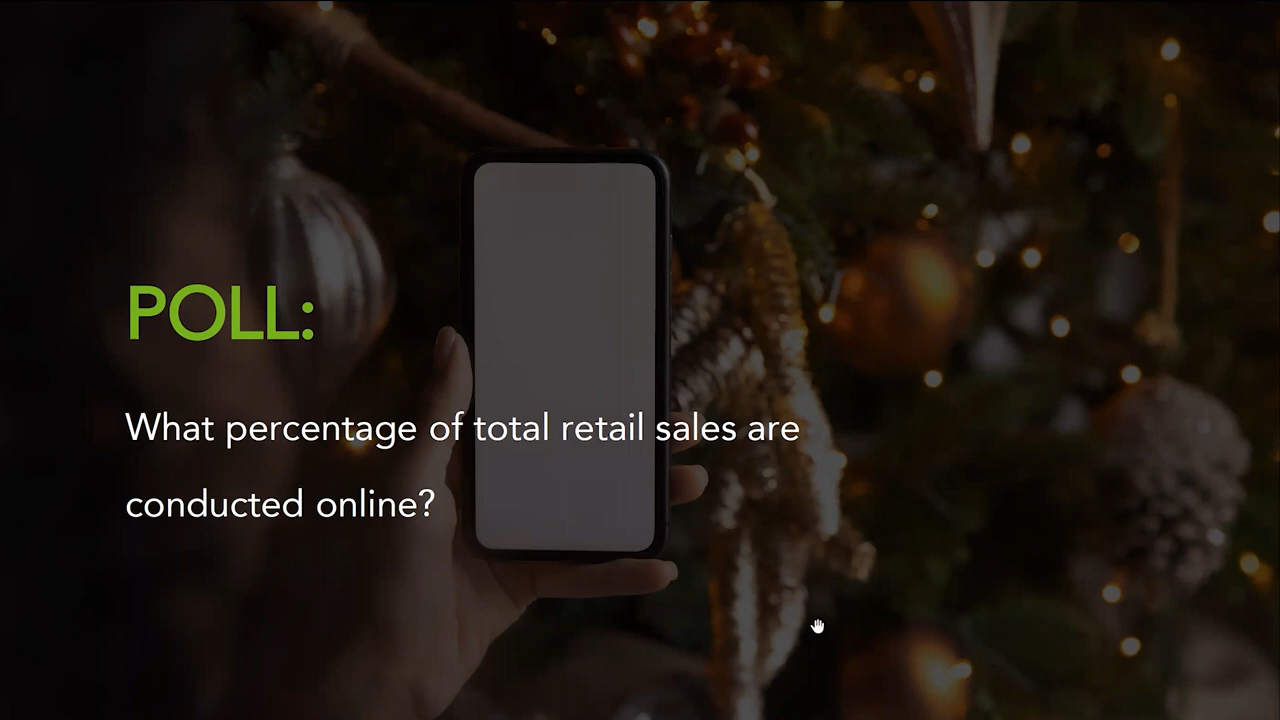 POLL:
What percentage of total retail sales are
conducted online?